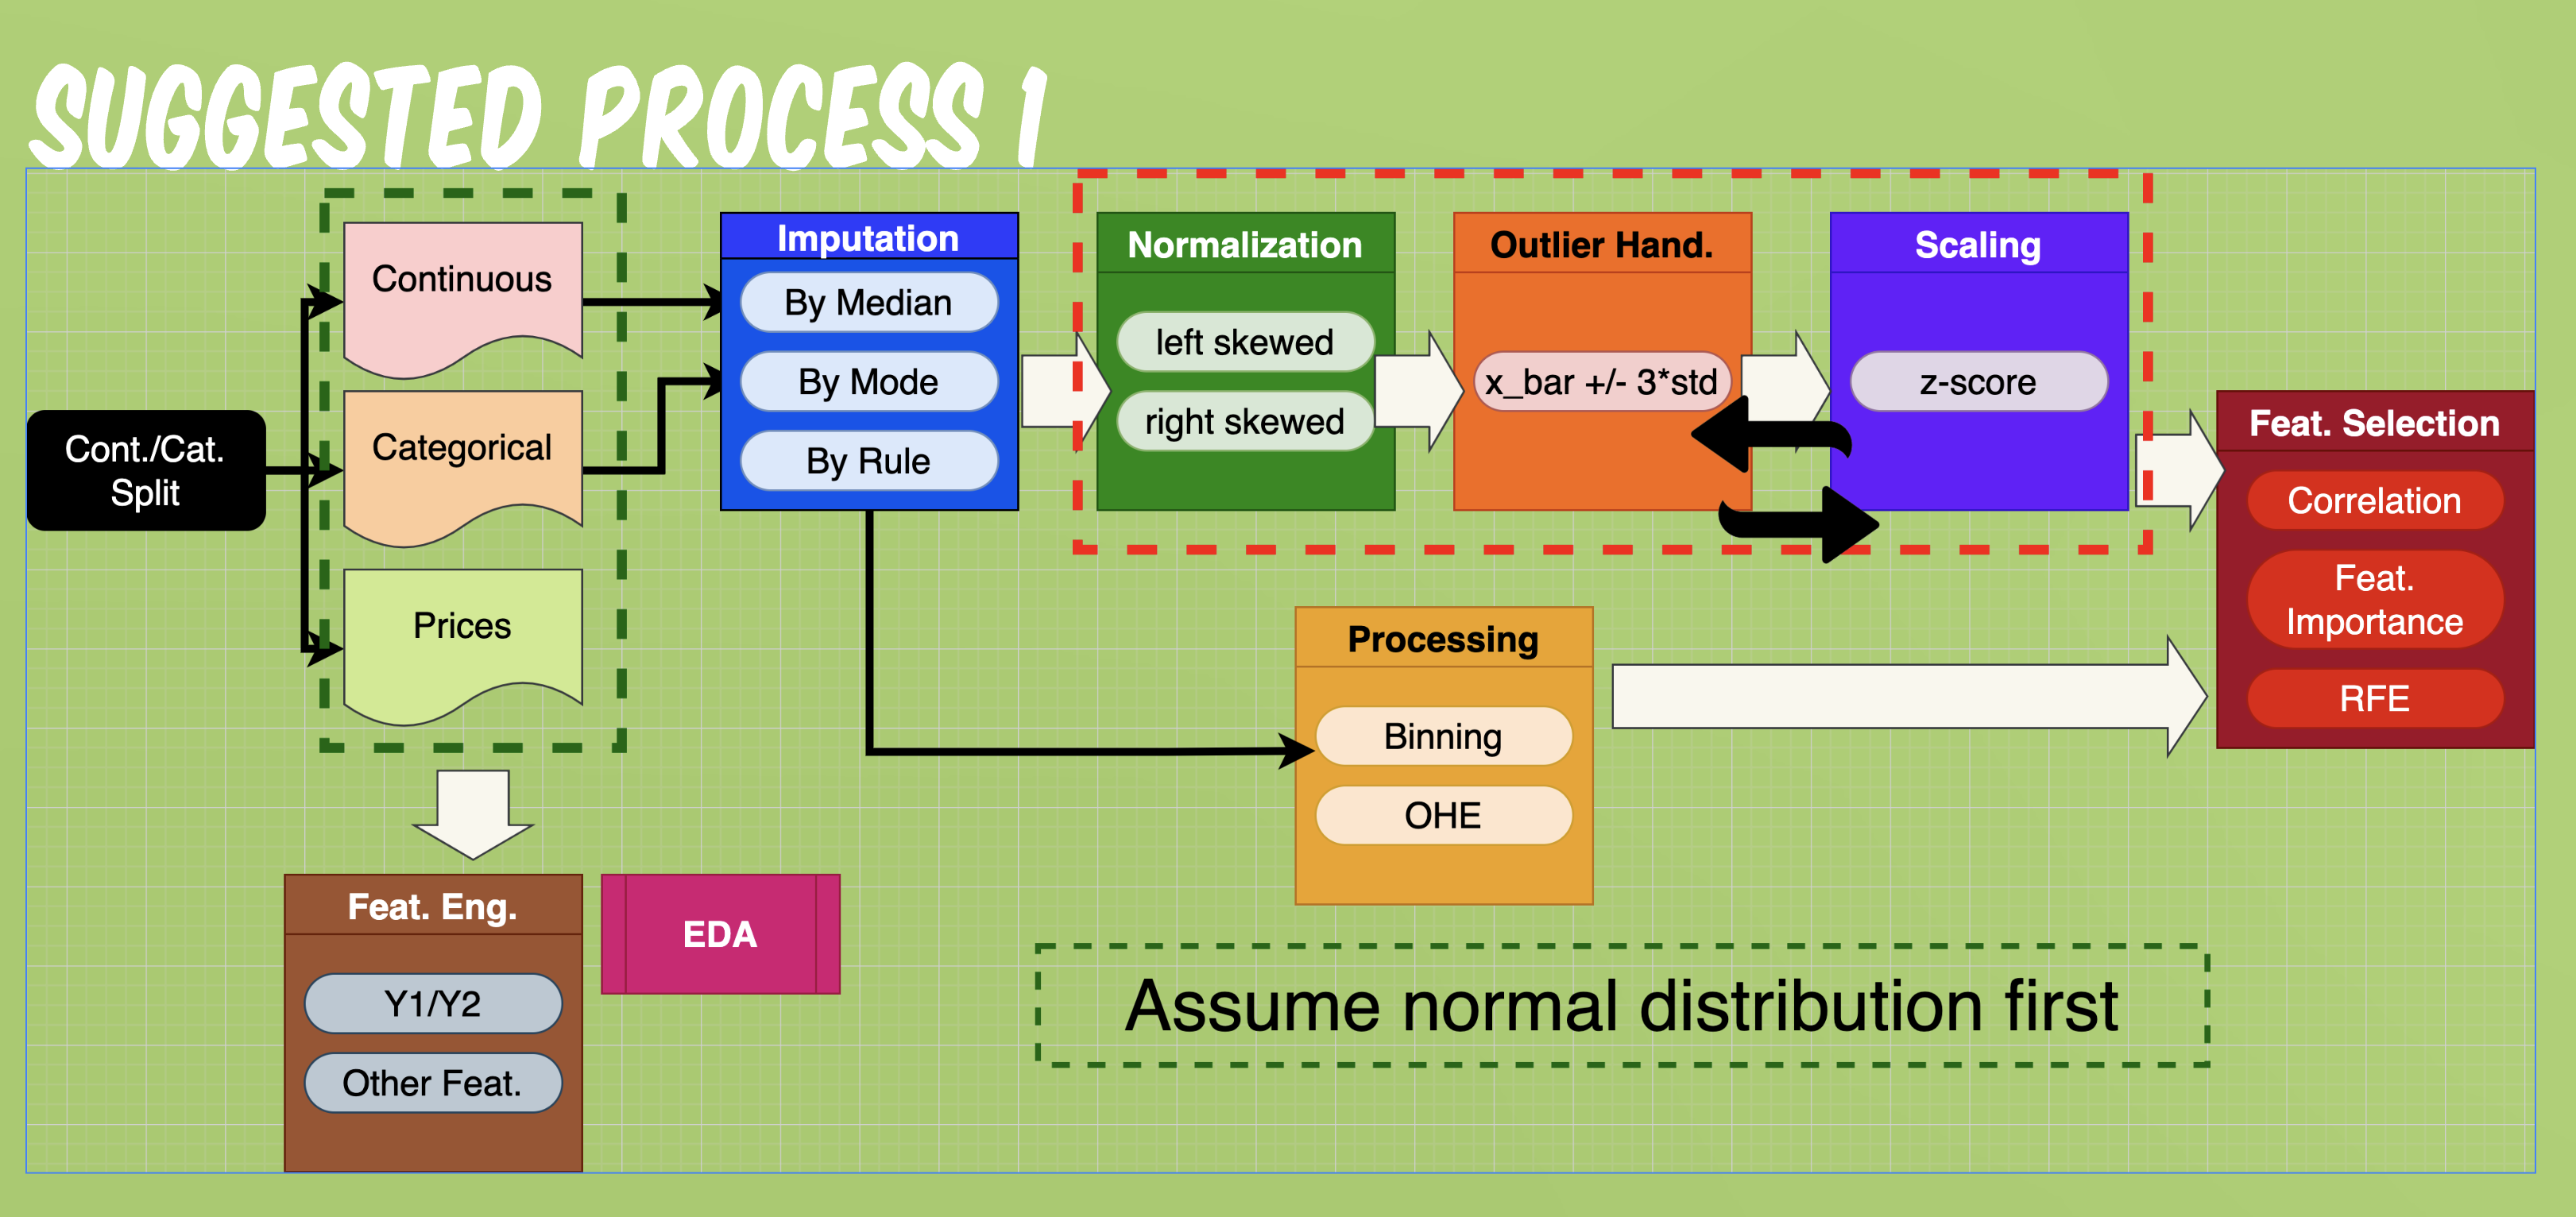 SUGGESTED PROCESS 1
Cont./Cat.
Split
Continuous
Categorical
Prices
Imputation
By Median
By Mode
By Rule
Normalization
left skewed
right skewed
Outlier Hand.
x_bar +/- 3*std
Scaling
z-score
Feat. Selection
Correlation
Feat.
Importance
RFE
Processing
Binning
OHE
Feat. Eng.
Y1/Y2
Other Feat.
EDA
Assume normal distribution first